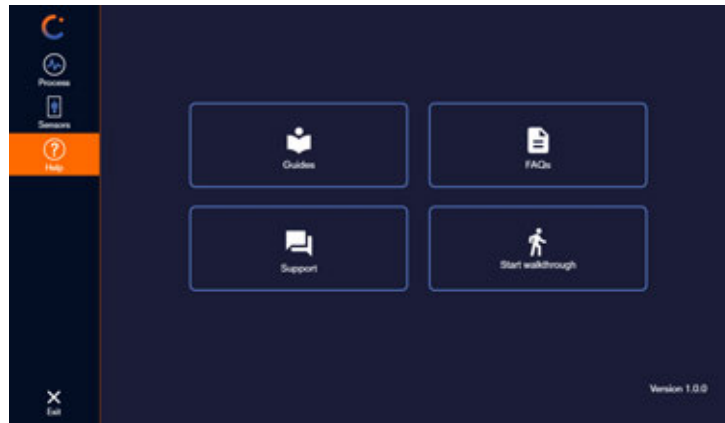 Process
Sensors
Help
Exit
Guides
FAQs
Support
Start walkthrough
Version 1.0.0